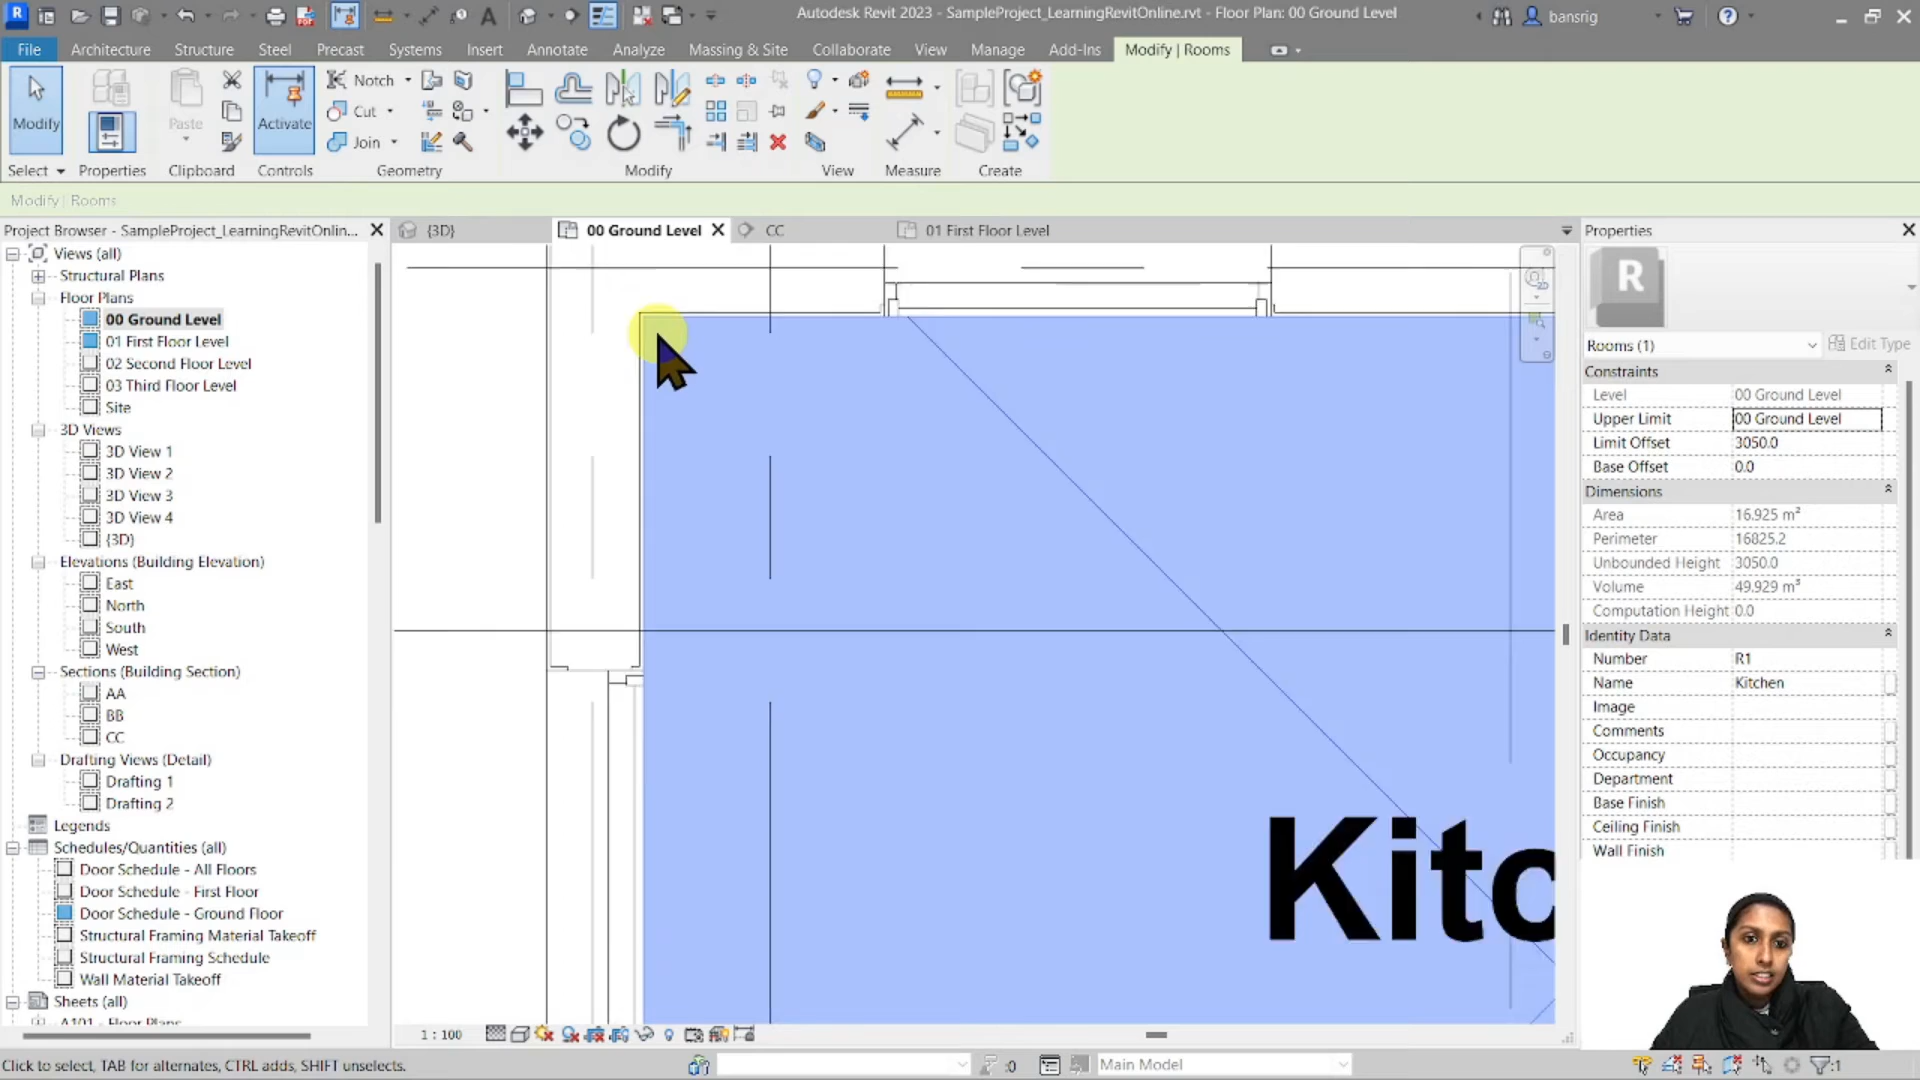 Autodesk Revit 2023 - SampleProject_LearningRevitOnline.rvt - Floor Plan: 00 Ground Level
bansrig
File Architecture Structure Steel Precast Systems Insert Annotate Analyze Massing & Site Collaborate View Manage Add-Ins Modify | Rooms
Modify Paste Activate Notch Cut Join
Select Properties Clipboard Controls Geometry Modify View Measure Create
Modify | Rooms
Project Browser - SampleProject_LearningRevitOnlin...
{3D} 00 Ground Level CC 01 First Floor Level
Views (all)
Structural Plans
Floor Plans
00 Ground Level
01 First Floor Level
02 Second Floor Level
03 Third Floor Level
Site
3D Views
3D View 1
3D View 2
3D View 3
3D View 4
{3D}
Elevations (Building Elevation)
East
North
South
West
Sections (Building Section)
AA
BB
CC
Drafting Views (Detail)
Drafting 1
Drafting 2
Legends
Schedules/Quantities (all)
Door Schedule - All Floors
Door Schedule - First Floor
Door Schedule - Ground Floor
Structural Framing Material Takeoff
Structural Framing Schedule
Wall Material Takeoff
Sheets (all)
A101 - Floor Plans
Kitc
Properties
R
Rooms (1) Edit Type
Constraints
Level 00 Ground Level
Upper Limit 00 Ground Level
Limit Offset 3050.0
Base Offset 0.0
Dimensions
Area 16.925 m²
Perimeter 16825.2
Unbounded Height 3050.0
Volume 49.929 m³
Computation Height 0.0
Identity Data
Number R1
Name Kitchen
Image
Comments
Occupancy
Department
Base Finish
Ceiling Finish
Wall Finish
1 : 100
Click to select, TAB for alternates, CTRL adds, SHIFT unselects.
:0 Main Model :1